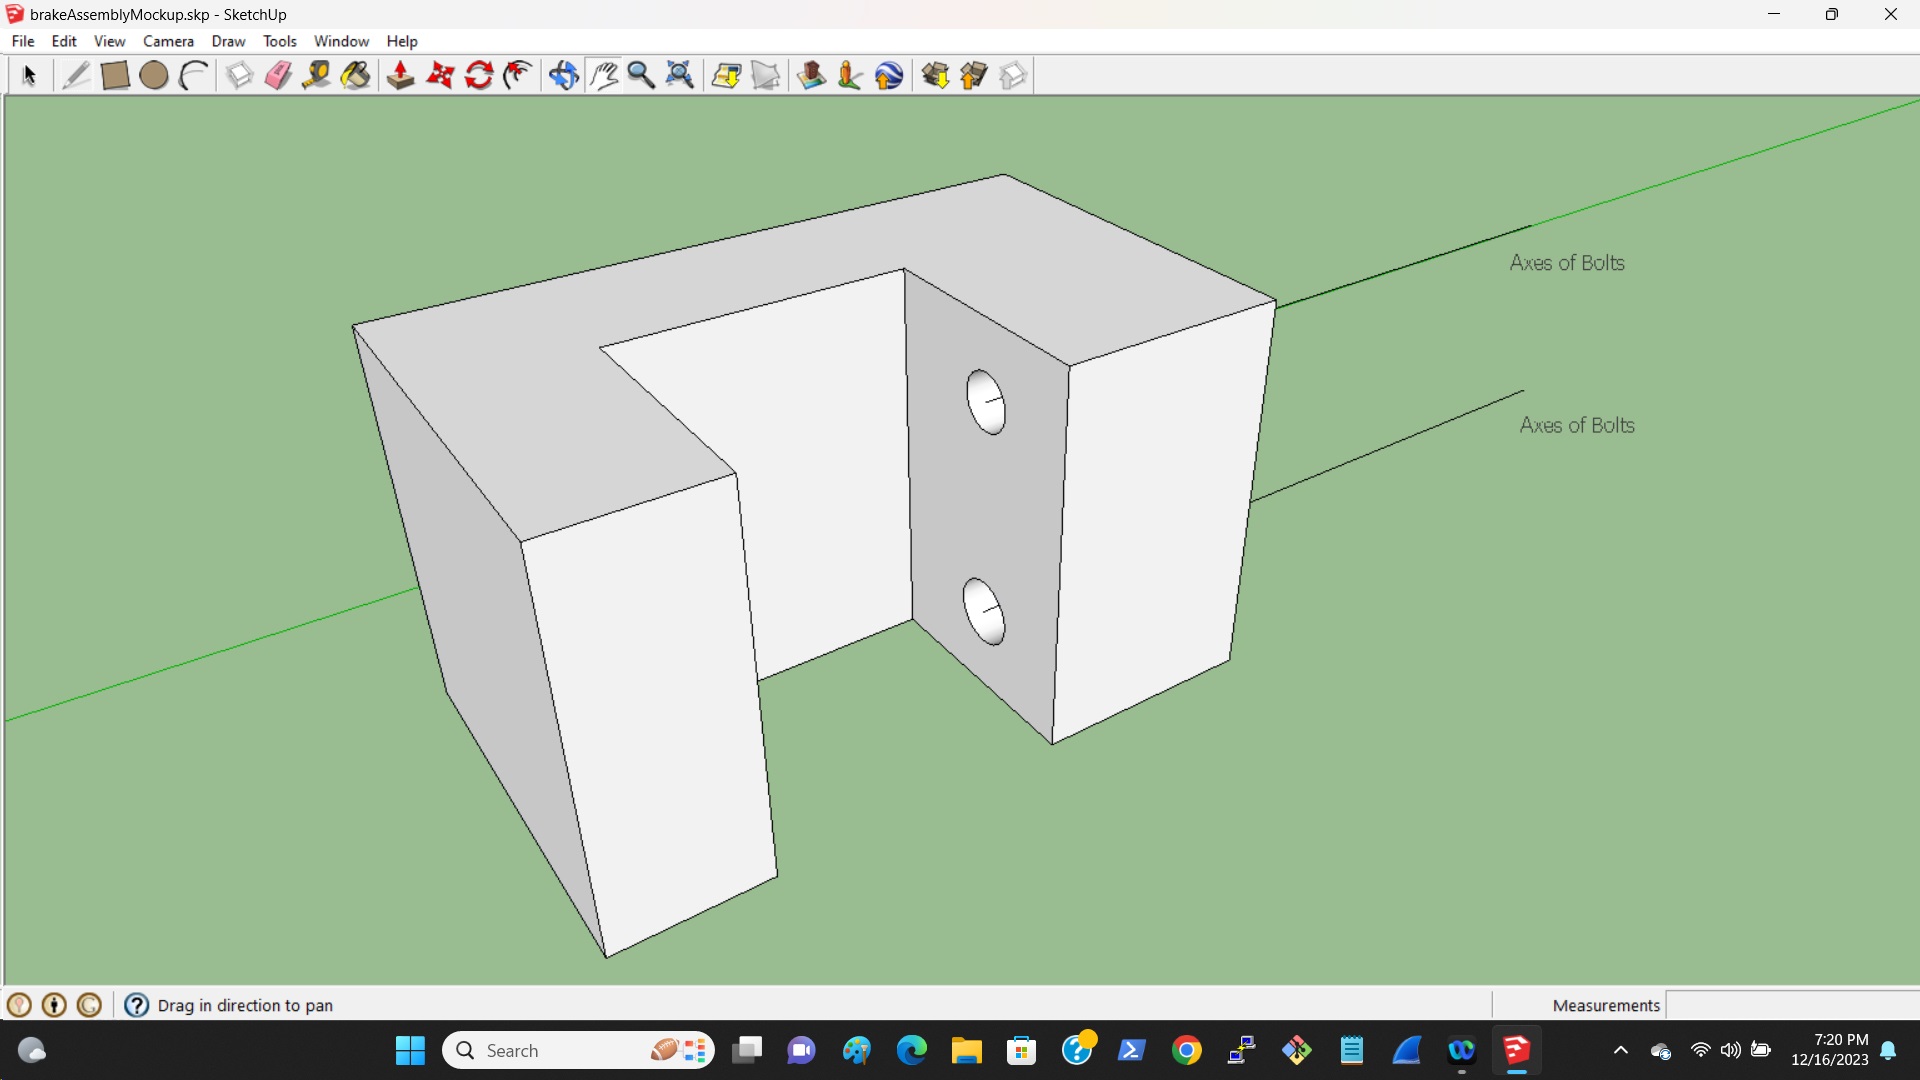 brakeAssemblyMockup.skp - SketchUp
File Edit View Camera Draw Tools Window Help
Axes of Bolts
Axes of Bolts
Drag in direction to pan
Measurements
Search
7:20 PM
12/16/2023